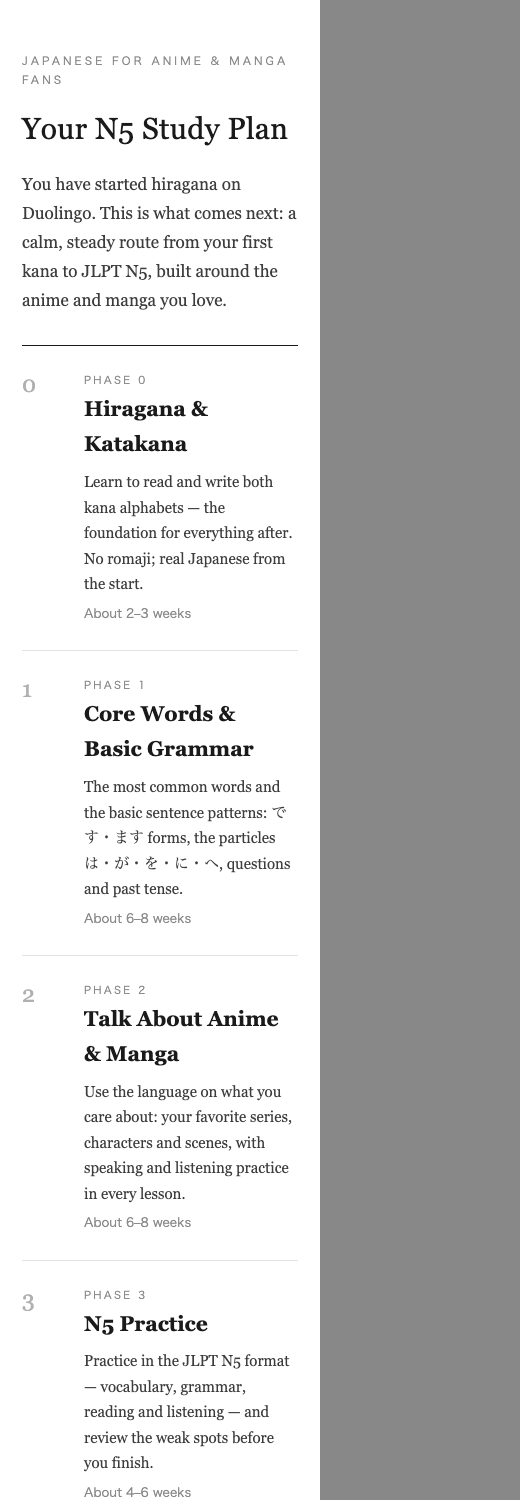 JAPANESE FOR ANIME & MANGA
FANS
Your N5 Study Plan
You have started hiragana on
Duolingo. This is what comes next: a
calm, steady route from your first
kana to JLPT N5, built around the
anime and manga you love.
0
PHASE 0
Hiragana &
Katakana
Learn to read and write both
kana alphabets — the
foundation for everything after.
No romaji; real Japanese from
the start.
About 2–3 weeks
1
PHASE 1
Core Words &
Basic Grammar
The most common words and
the basic sentence patterns: で
す・ます forms, the particles
は・が・を・に・へ, questions
and past tense.
About 6–8 weeks
2
PHASE 2
Talk About Anime
& Manga
Use the language on what you
care about: your favorite series,
characters and scenes, with
speaking and listening practice
in every lesson.
About 6–8 weeks
3
PHASE 3
N5 Practice
Practice in the JLPT N5 format
— vocabulary, grammar,
reading and listening — and
review the weak spots before
you finish.
About 4–6 weeks